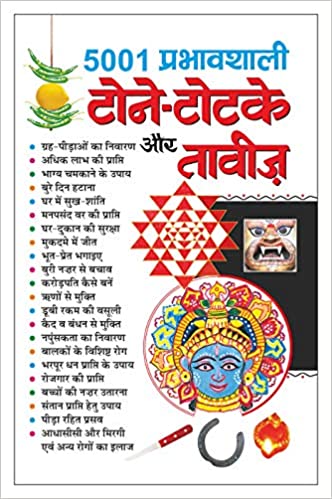 5001 प्रभावशाली
टोने-टोटके
और
तावीज़
ग्रह-पीड़ाओं का निवारण
अधिक लाभ की प्राप्ति
भाग्य चमकाने के उपाय
बुरे दिन हटाना
घर में सुख-शांति
मनपसंद वर की प्राप्ति
घर-दुकान की सुरक्षा
मुकदमे में जीत
भूत-प्रेत भगाइए
बुरी नज़र से बचाव
करोड़पति कैसे बनें
ऋणों से मुक्ति
डूबी रकम की वसूली
कैद व बंधन से मुक्ति
नपुंसकता का निवारण
बालकों के विशिष्ट रोग
भरपूर धन प्राप्ति के उपाय
रोजगार की प्राप्ति
बच्चों की नज़र उतारना
संतान प्राप्ति हेतु उपाय
पीड़ा रहित प्रसव
आधासीसी और मिरगी
एवं अन्य रोगों का इलाज